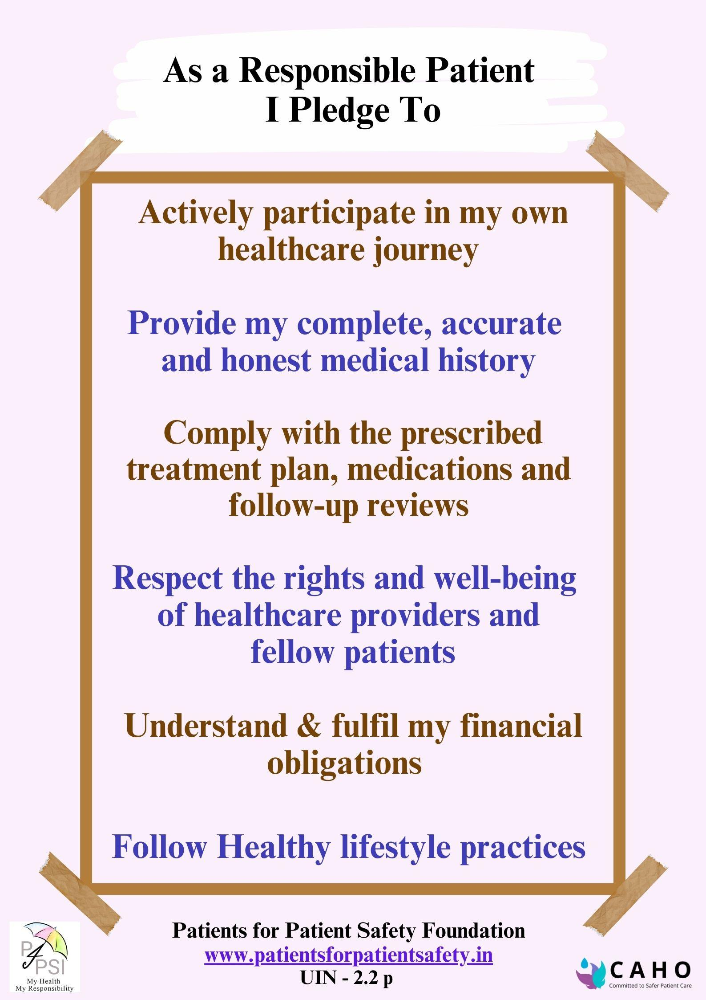 As a Responsible Patient
I Pledge To
Actively participate in my own
healthcare journey
Provide my complete, accurate
and honest medical history
Comply with the prescribed
treatment plan, medications and
follow-up reviews
Respect the rights and well-being
of healthcare providers and
fellow patients
Understand & fulfil my financial
obligations
Follow Healthy lifestyle practices
Patients for Patient Safety Foundation
www.patientsforpatientsafety.in
UIN - 2.2 p
P4PSI
My Health
My Responsibility
CAHO
Committed to Safer Patient Care